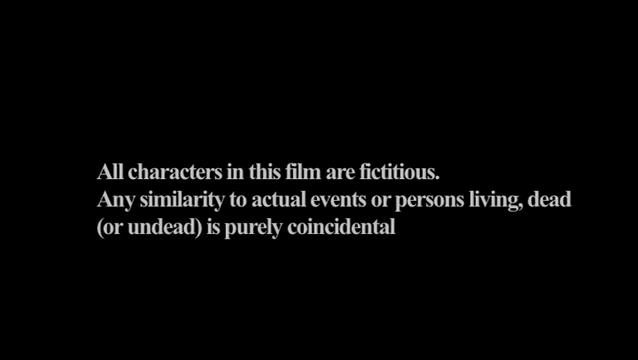 All characters in this film are fictitious.
Any similarity to actual events or persons living, dead
(or undead) is purely coincidental